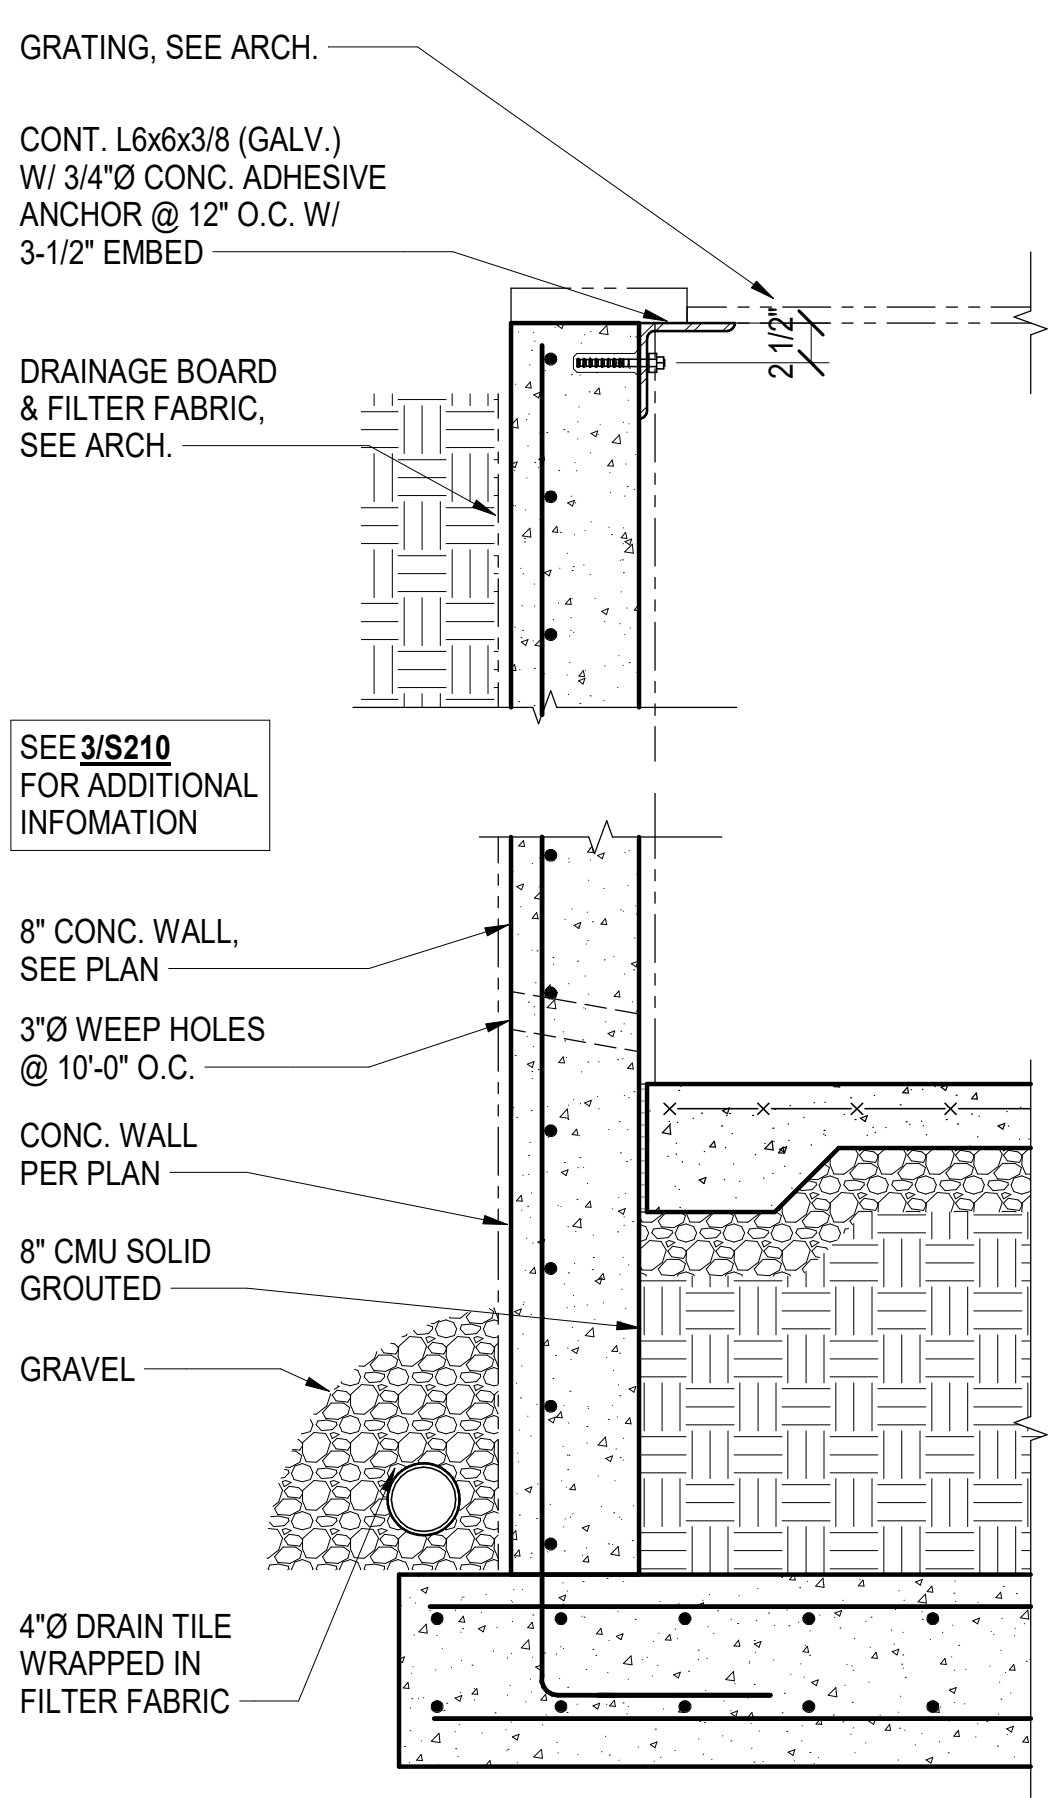 GRATING, SEE ARCH.
CONT. L6x6x3/8 (GALV.)
W/ 3/4"Ø CONC. ADHESIVE
ANCHOR @ 12" O.C. W/
3-1/2" EMBED
2 1/2"
DRAINAGE BOARD
& FILTER FABRIC,
SEE ARCH.
SEE 3/S210
FOR ADDITIONAL
INFOMATION
8" CONC. WALL,
SEE PLAN
3"Ø WEEP HOLES
@ 10'-0" O.C.
CONC. WALL
PER PLAN
8" CMU SOLID
GROUTED
GRAVEL
4"Ø DRAIN TILE
WRAPPED IN
FILTER FABRIC